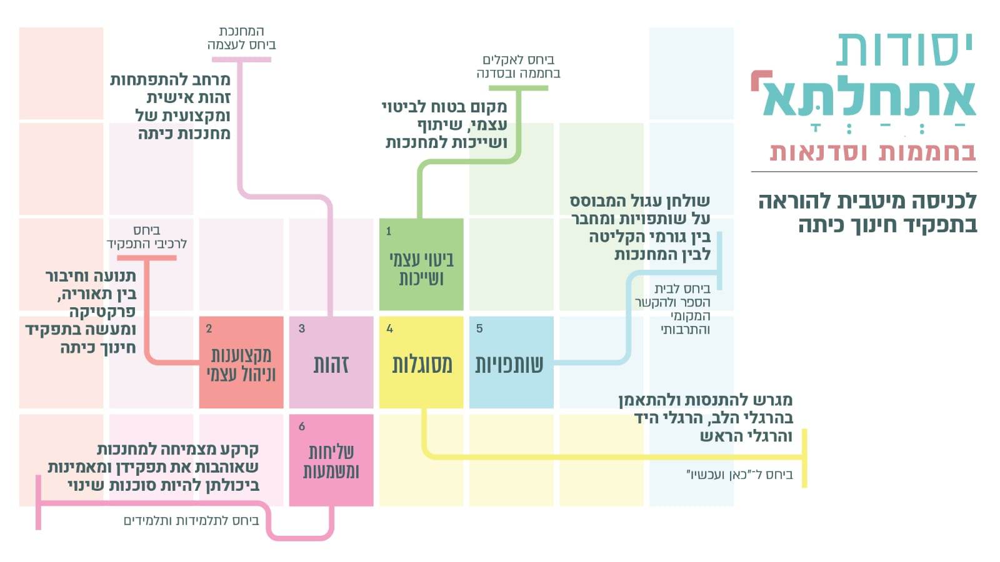 יסודות
אַתְחַלְתָּא
בחממות וסדנאות
לכניסה מיטבית להוראה
בתפקיד חינוך כיתה
ביחס לאקלים
בחממה ובסדנה
מקום בטוח לביטוי
עצמי, שיתוף
ושייכות למחנכות
1
ביטוי עצמי
ושייכות
ביחס
לרכיבי התפקיד
תנועה וחיבור
בין תאוריה,
פרקטיקה
ומעשה בתפקיד
חינוך כיתה
2
מקצוענות
וניהול עצמי
המחנכת
ביחס לעצמה
מרחב להתפתחות
זהות אישית
ומקצועית של
מחנכות כיתה
3
זהות
4
מסוגלות
מגרש להתנסות ולהתאמן
בהרגלי הלב, הרגלי היד
והרגלי הראש
ביחס ל־"כאן ועכשיו"
5
שותפויות
שולחן עגול המבוסס
על שותפויות ומחבר
בין גורמי הקליטה
לבין המחנכות
ביחס לבית
הספר ולהקשר
המקומי
והתרבותי
6
שליחות
ומשמעות
קרקע מצמיחה למחנכות
שאוהבות את תפקידן ומאמינות
ביכולתן להיות סוכנות שינוי
ביחס לתלמידות ותלמידים